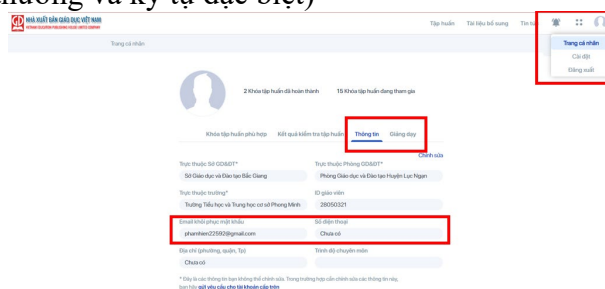 thường và ký tự đặc biệt)
NHÀ XUẤT BẢN GIÁO DỤC VIỆT NAM
Tập huấn Tài liệu bổ sung Tin tức
Trang cá nhân
Trang cá nhân
Cài đặt
Đăng xuất
2 Khóa tập huấn đã hoàn thành 15 Khóa tập huấn đang tham gia
Khóa tập huấn phù hợp Kết quả kiểm tra tập huấn Thông tin Giảng dạy
Chỉnh sửa
Trực thuộc Sở GD&ĐT* Trực thuộc Phòng GD&ĐT*
Sở Giáo dục và Đào tạo Bắc Giang Phòng Giáo dục và Đào tạo Huyện Lục Ngạn
Trực thuộc trường* ID giáo viên
Trường Tiểu học và Trung học cơ sở Phong Minh 28050321
Email khôi phục mật khẩu Số điện thoại
phamhien22592@gmail.com Chưa có
Địa chỉ (phường, quận, Tp) Trình độ chuyên môn
Chưa có
* Đây là các thông tin bạn không thể chỉnh sửa. Trong trường hợp cần chỉnh sửa các thông tin này,
bạn hãy gửi yêu cầu cho tài khoản cấp trên